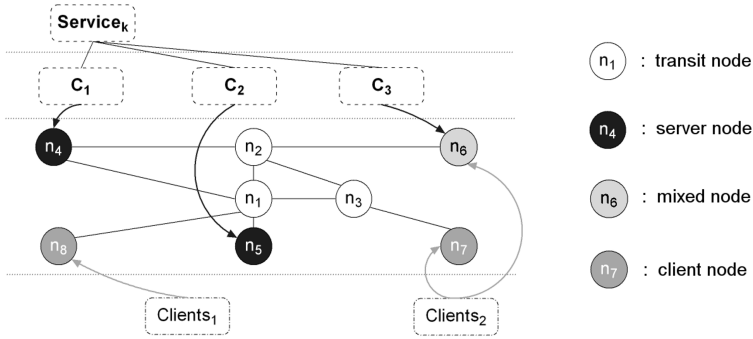 Serviceₖ
C₁ C₂ C₃
n₄ n₂ n₆
n₁ n₃
n₈ n₅ n₇
Clients₁ Clients₂
n₁ : transit node
n₄ : server node
n₆ : mixed node
n₇ : client node